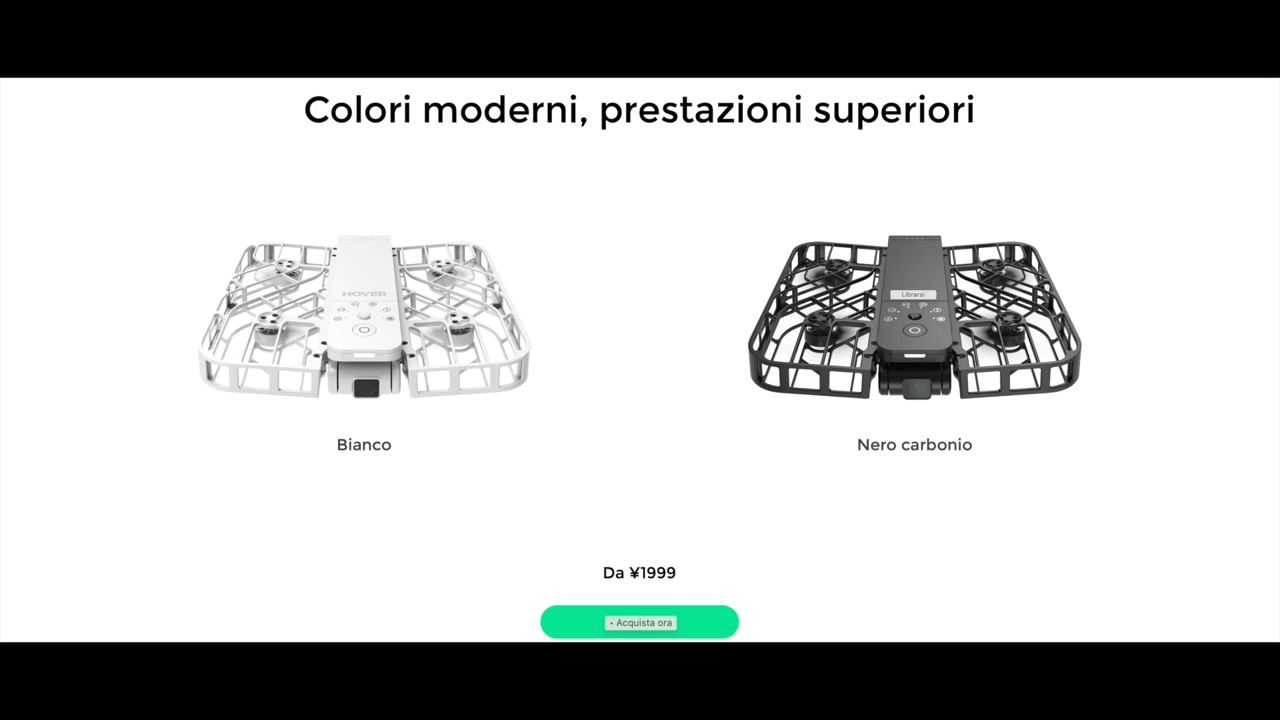 Colori moderni, prestazioni superiori
HOVER
Librarsi
Bianco
Nero carbonio
Da ¥1999
• Acquista ora